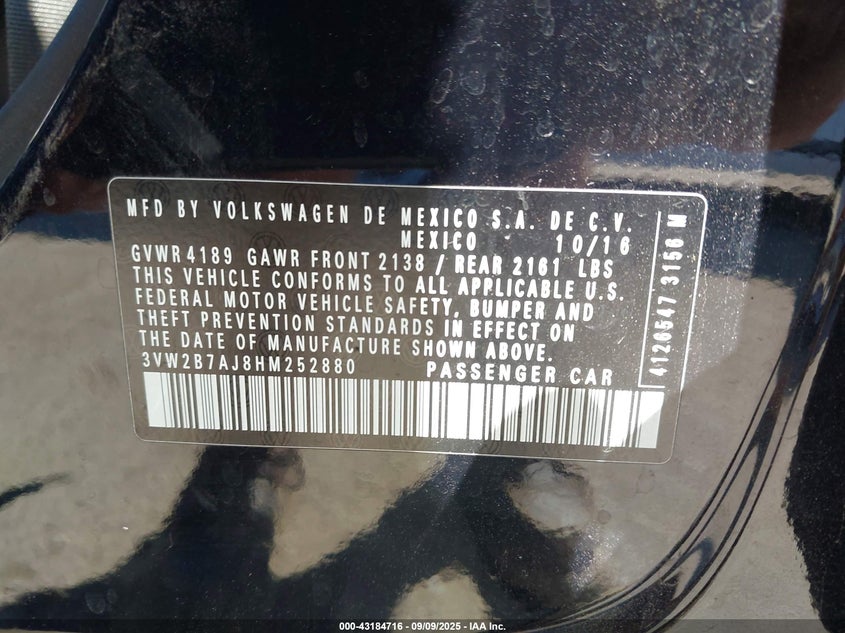 MFD BY VOLKSWAGEN DE MEXICO S.A. DE C.V.
MEXICO 10/16
GVWR 4189 GAWR FRONT 2138 / REAR 2161 LBS
THIS VEHICLE CONFORMS TO ALL APPLICABLE U.S.
FEDERAL MOTOR VEHICLE SAFETY, BUMPER AND
THEFT PREVENTION STANDARDS IN EFFECT ON
THE DATE OF MANUFACTURE SHOWN ABOVE.
3VW2B7AJ8HM252880 PASSENGER CAR
4126547 3156 M
000-43184716 - 09/09/2025 - IAA Inc.